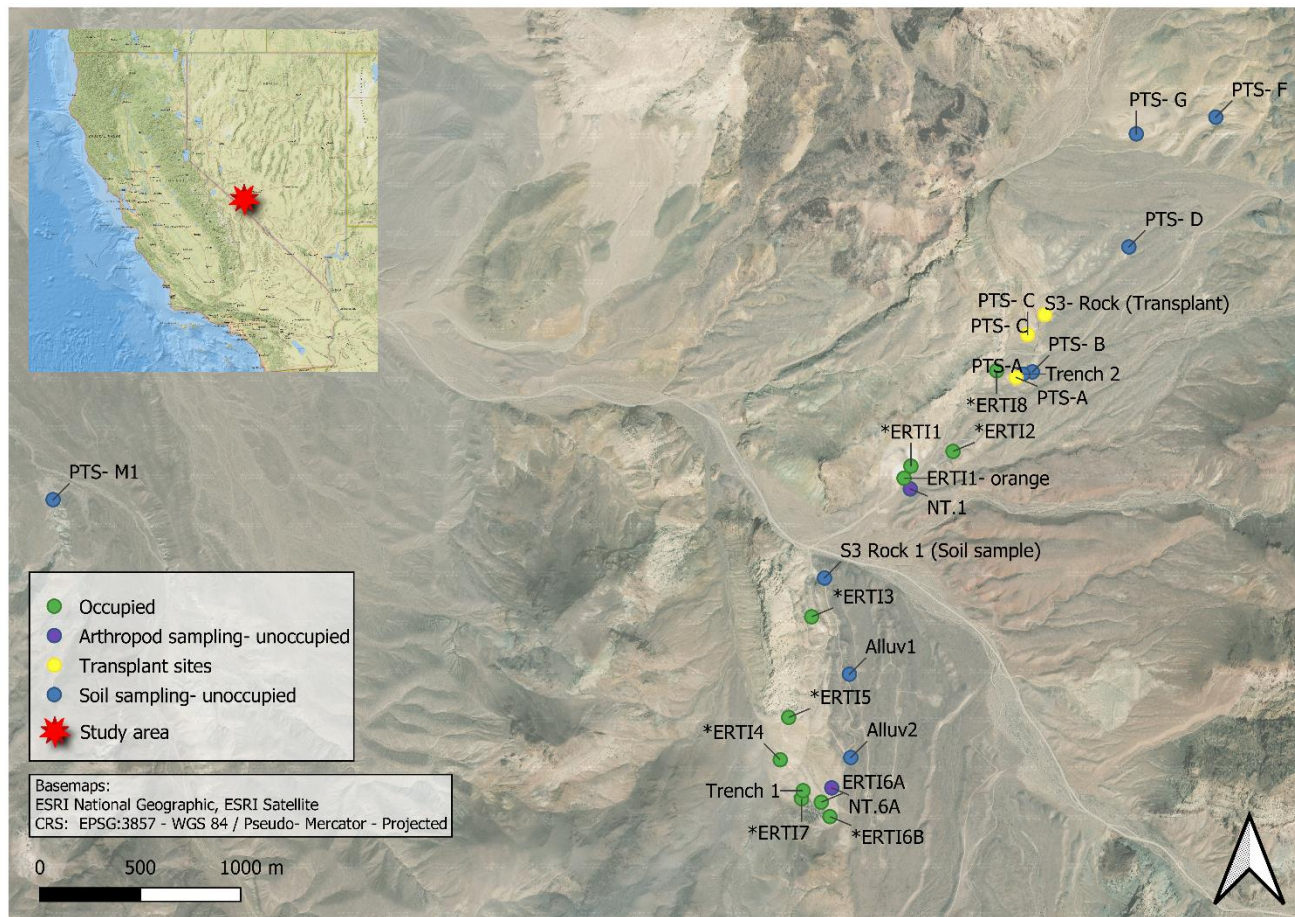 PTS- F
PTS- G
PTS- D
PTS- C
S3- Rock (Transplant)
PTS- C
PTS- B
PTS-A
Trench 2
PTS-A
*ERTI8
*ERTI1
*ERTI2
ERTI1- orange
NT.1
PTS- M1
S3 Rock 1 (Soil sample)
*ERTI3
Alluv1
*ERTI5
*ERTI4
Alluv2
ERTI6A
Trench 1
NT.6A
*ERTI7
*ERTI6B
Occupied
Arthropod sampling- unoccupied
Transplant sites
Soil sampling- unoccupied
Study area
Basemaps:
ESRI National Geographic, ESRI Satellite
CRS: EPSG:3857 - WGS 84 / Pseudo- Mercator - Projected
0 500 1000 m